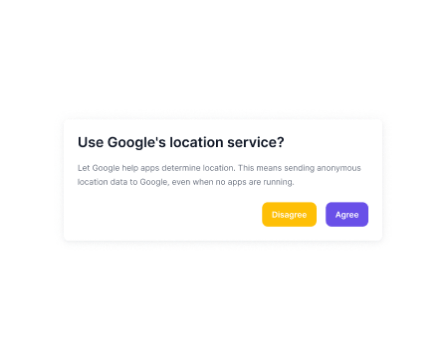 Use Google's location service?
Let Google help apps determine location. This means sending anonymous
location data to Google, even when no apps are running.
Disagree
Agree